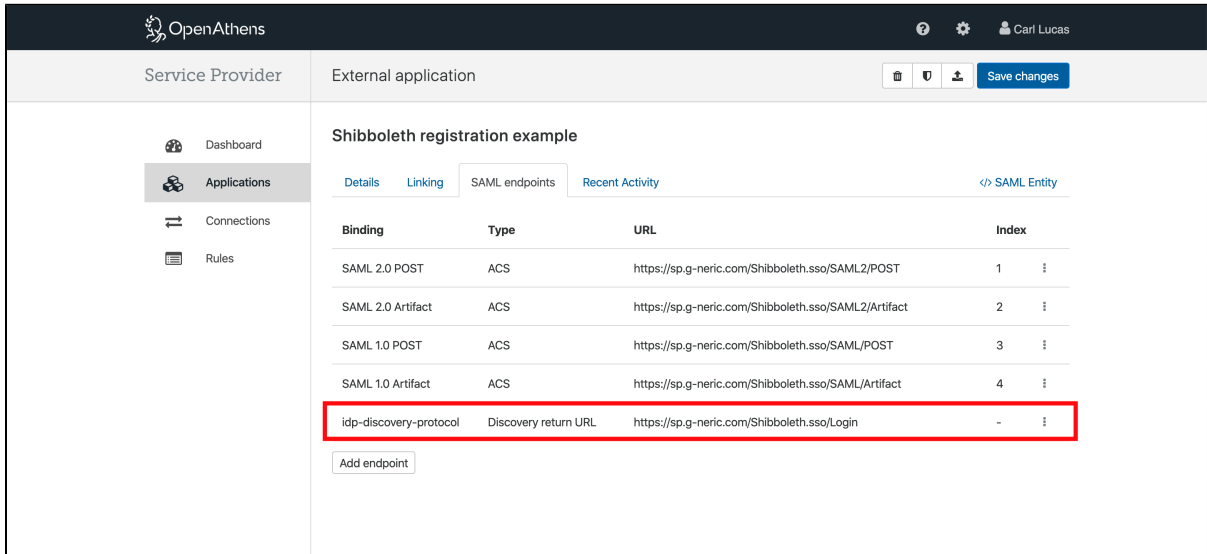 OpenAthens
Carl Lucas
Service Provider
External application
Save changes
Dashboard
Applications
Connections
Rules
Shibboleth registration example
Details Linking SAML endpoints Recent Activity </> SAML Entity
Binding Type URL Index
SAML 2.0 POST ACS https://sp.g-neric.com/Shibboleth.sso/SAML2/POST 1
SAML 2.0 Artifact ACS https://sp.g-neric.com/Shibboleth.sso/SAML2/Artifact 2
SAML 1.0 POST ACS https://sp.g-neric.com/Shibboleth.sso/SAML/POST 3
SAML 1.0 Artifact ACS https://sp.g-neric.com/Shibboleth.sso/SAML/Artifact 4
idp-discovery-protocol Discovery return URL https://sp.g-neric.com/Shibboleth.sso/Login -
Add endpoint